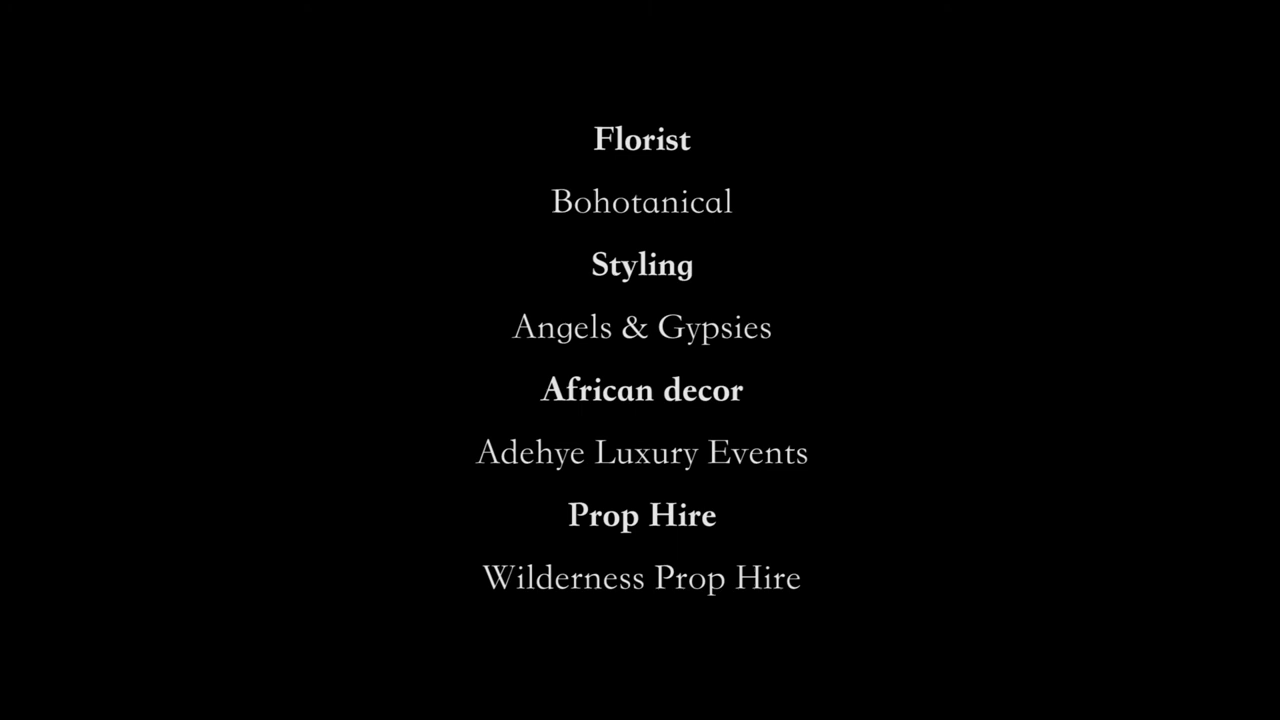 Florist
Bohotanical
Styling
Angels & Gypsies
African decor
Adehye Luxury Events
Prop Hire
Wilderness Prop Hire